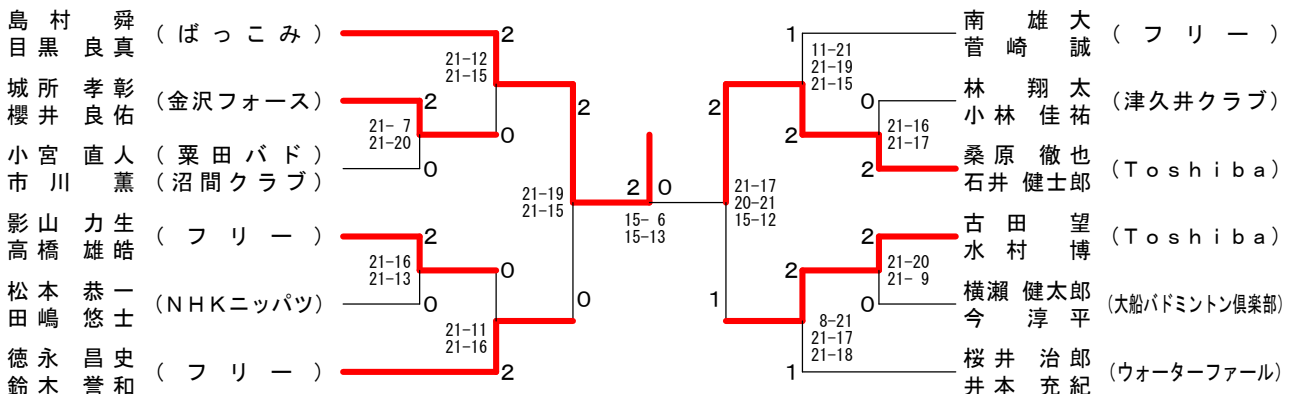 島村 舜
目黒 良真
(ばっこみ)
2
21-12
21-15
城所 孝彰
櫻井 良佑
(金沢フォース)
2
21- 7
21-20
0
小宮 直人
市川 薫
(粟田バド)
(沼間クラブ)
0
2
21-19
21-15
影山 力生
高橋 雄皓
(フリー)
2
21-16
21-13
0
松本 恭一
田嶋 悠士
(NHKニッパツ)
0
0
21-11
21-16
徳永 昌史
鈴木 誉和
(フリー)
2
2 0
15- 6
15-13
南 雄大
菅崎 誠
(フリー)
1
11-21
21-19
21-15
林 翔太
小林 佳祐
(津久井クラブ)
0
21-16
21-17
2
2
桑原 徹也
石井 健士郎
(Toshiba)
2
21-17
20-21
15-12
古田 望
水村 博
(Toshiba)
2
21-20
21- 9
2
横瀬 健太郎
今 淳平
(大船バドミントン倶楽部)
0
1
8-21
21-17
21-18
桜井 治郎
井本 充紀
(ウォーターファール)
1